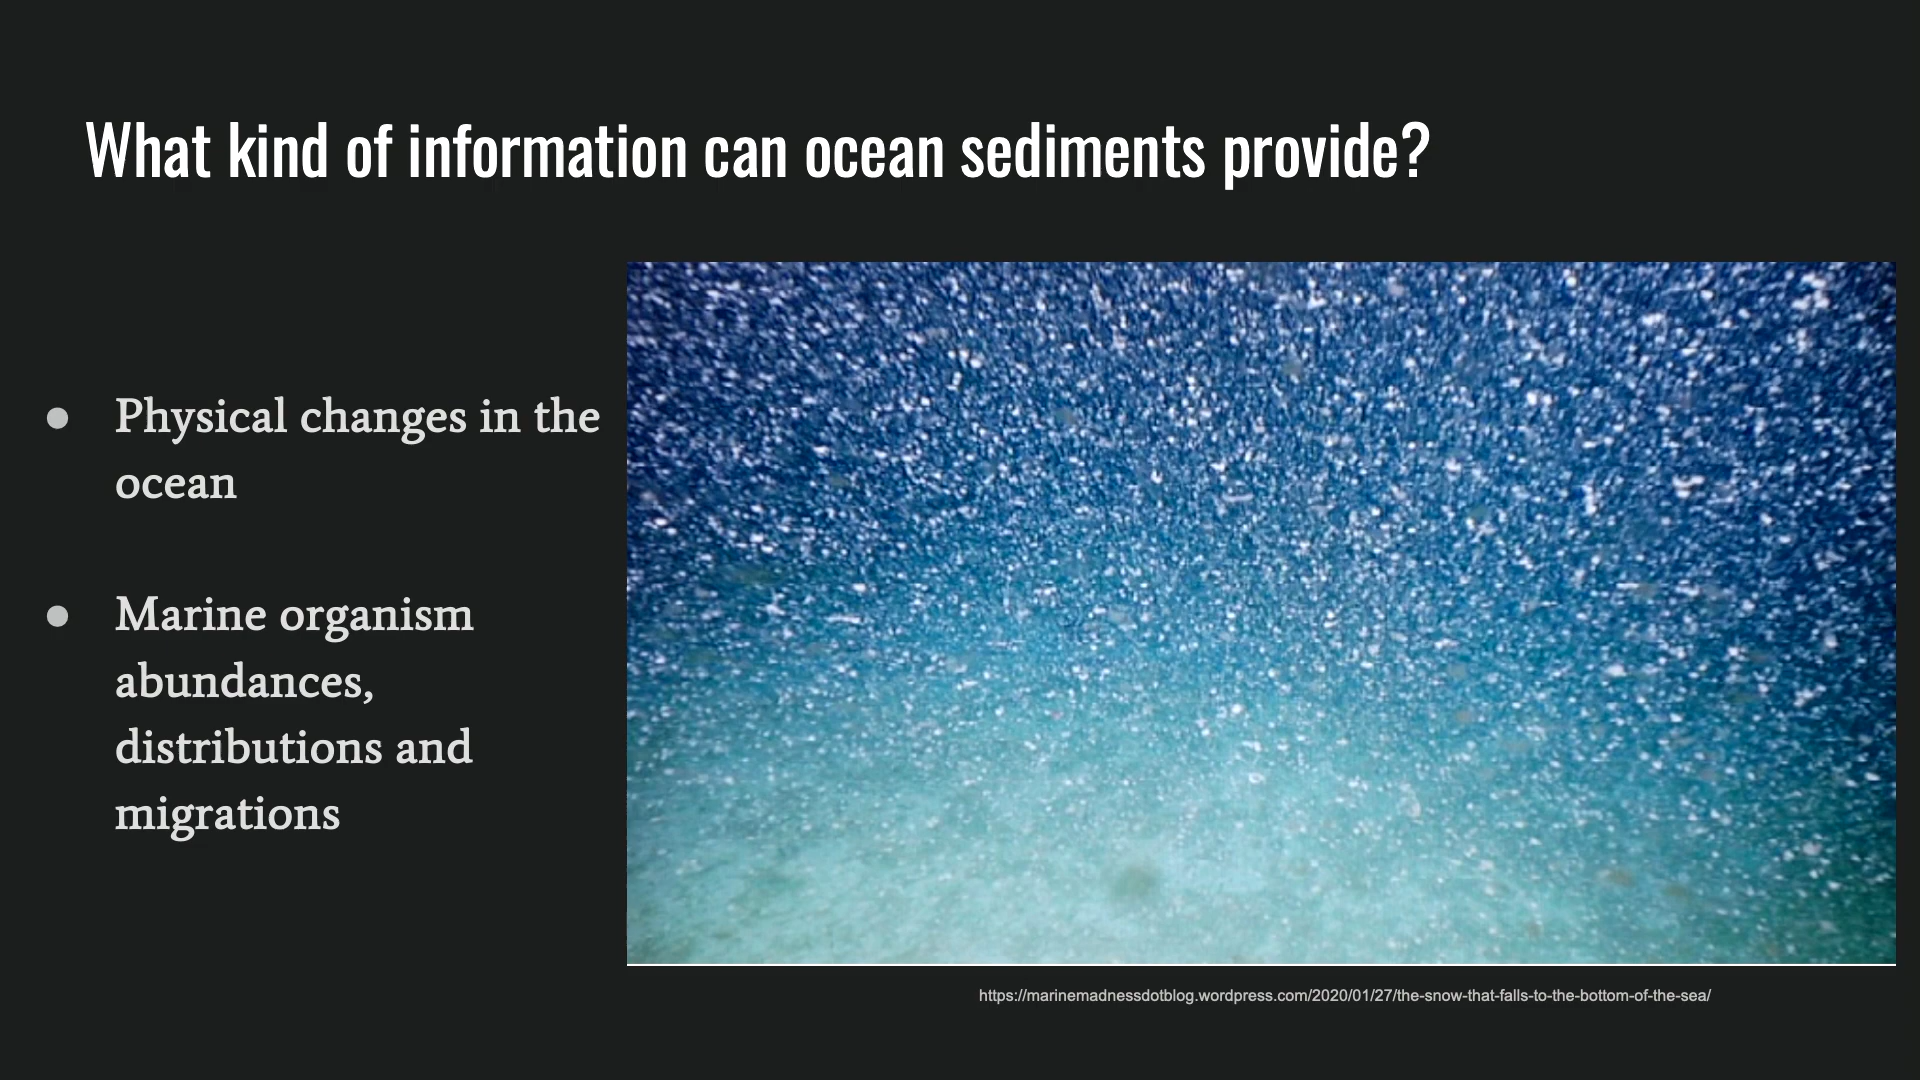 What kind of information can ocean sediments provide?
● Physical changes in the
ocean
● Marine organism
abundances,
distributions and
migrations
https://marinemadnessdotblog.wordpress.com/2020/01/27/the-snow-that-falls-to-the-bottom-of-the-sea/